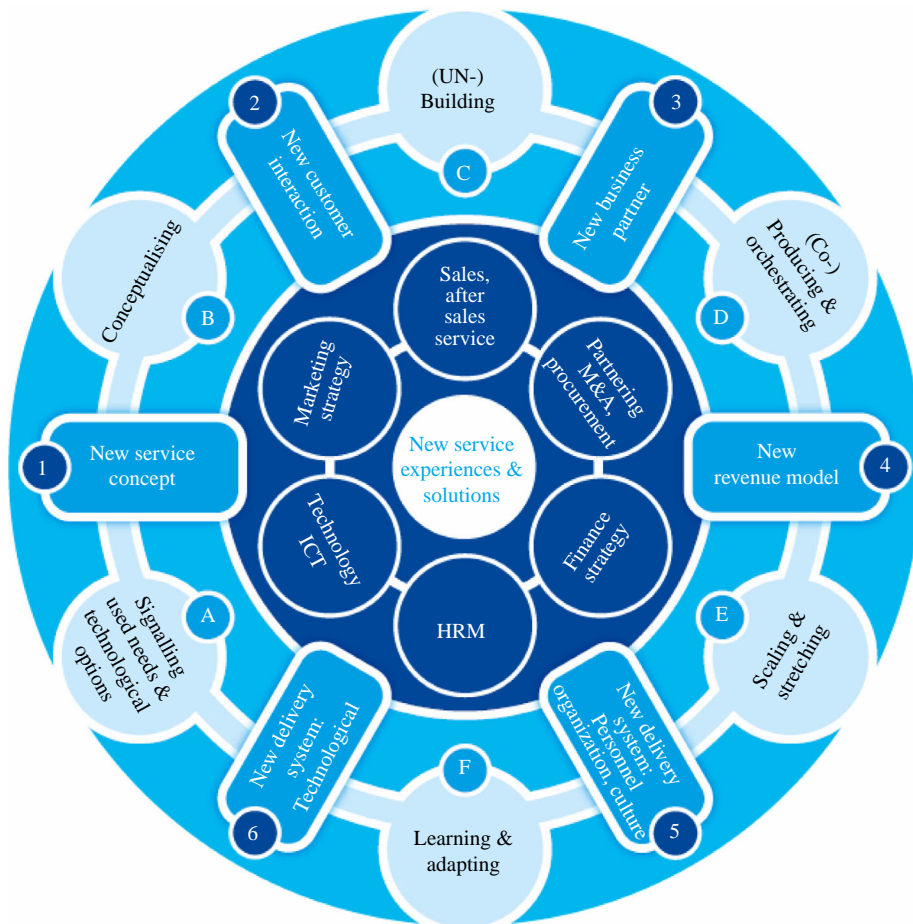 (UN-)
Building
C
2
New customer
interaction
3
New business
partner
Conceptualising
B
(Co-)
Producing &
orchestrating
D
Sales,
after
sales
service
Marketing
strategy
Partnering
M&A,
procurement
1
New service
concept
New service
experiences &
solutions
New
revenue model
4
Technology
ICT
Finance
strategy
HRM
A
Signalling
used needs &
technological
options
E
Scaling &
stretching
New delivery
system:
Technological
6
New delivery
system:
Personnel
organization, culture
5
F
Learning &
adapting